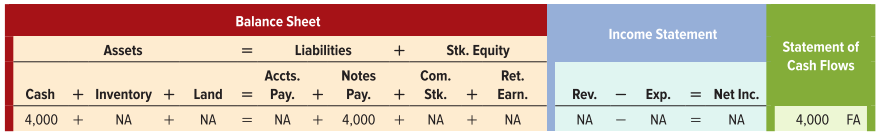 Balance Sheet
Income Statement
Statement of
Cash Flows
Assets = Liabilities + Stk. Equity
Accts. Notes Com. Ret.
Cash + Inventory + Land = Pay. + Pay. + Stk. + Earn. Rev. − Exp. = Net Inc.
4,000 + NA + NA = NA + 4,000 + NA + NA NA − NA = NA 4,000 FA